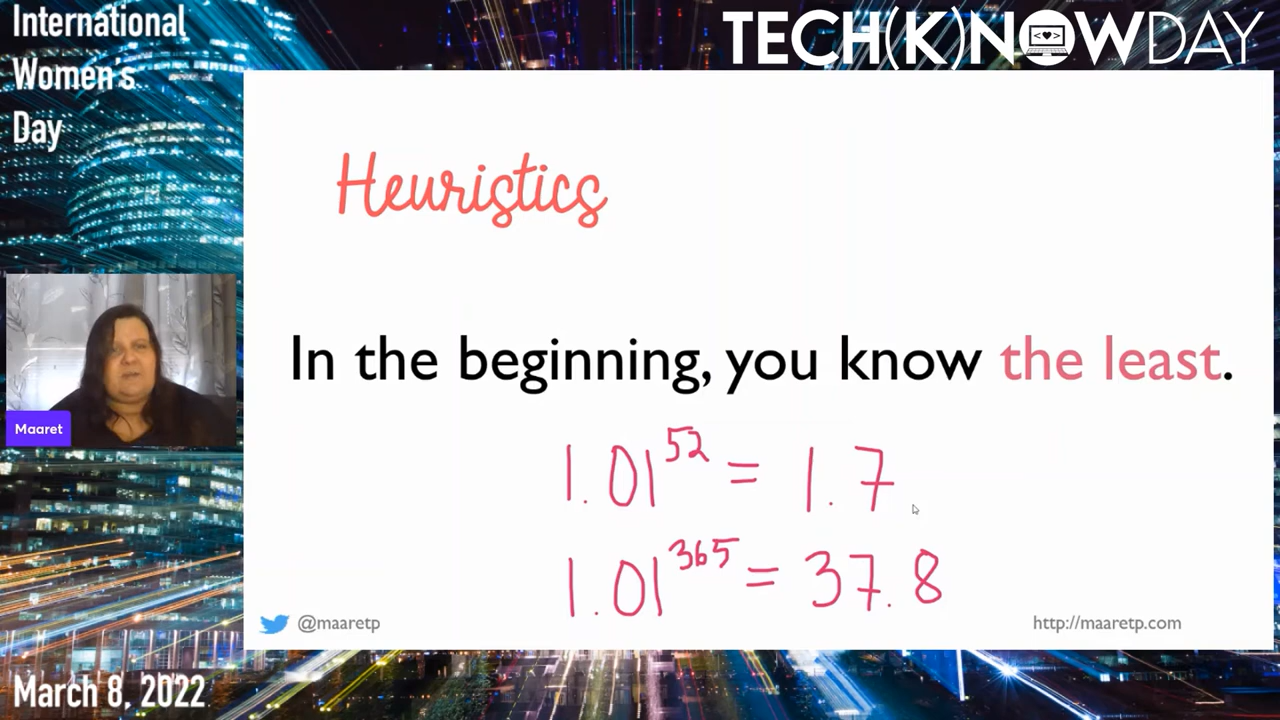 International
Women's
Day
TECH(K)NOWDAY
Heuristics
In the beginning, you know the least.
1.01^52 = 1.7
1.01^365 = 37.8
Maaret
@maaretp
http://maaretp.com
March 8, 2022